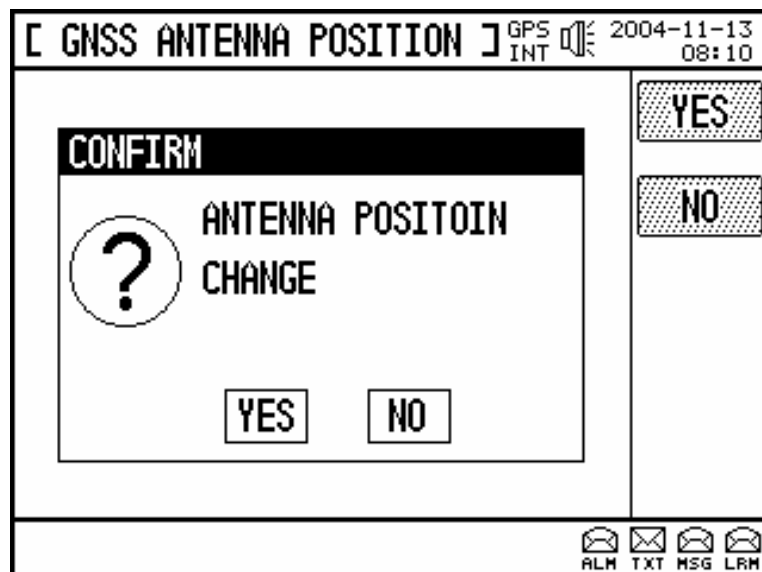 [ GNSS ANTENNA POSITION ] GPS INT 2004-11-13 08:10
YES
CONFIRM
ANTENNA POSITOIN
NO
CHANGE
YES NO
ALM TXT MSG LRM